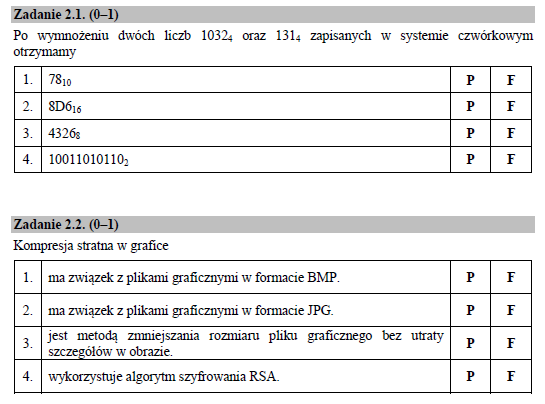 Zadanie 2.1. (0–1)
Po wymnożeniu dwóch liczb 1032₄ oraz 131₄ zapisanych w systemie czwórkowym
otrzymamy
1. 78₁₀ P F
2. 8D6₁₆ P F
3. 4326₈ P F
4. 10011010110₂ P F
Zadanie 2.2. (0–1)
Kompresja stratna w grafice
1. ma związek z plikami graficznymi w formacie BMP. P F
2. ma związek z plikami graficznymi w formacie JPG. P F
3. jest metodą zmniejszania rozmiaru pliku graficznego bez utraty
szczegółów w obrazie. P F
4. wykorzystuje algorytm szyfrowania RSA. P F